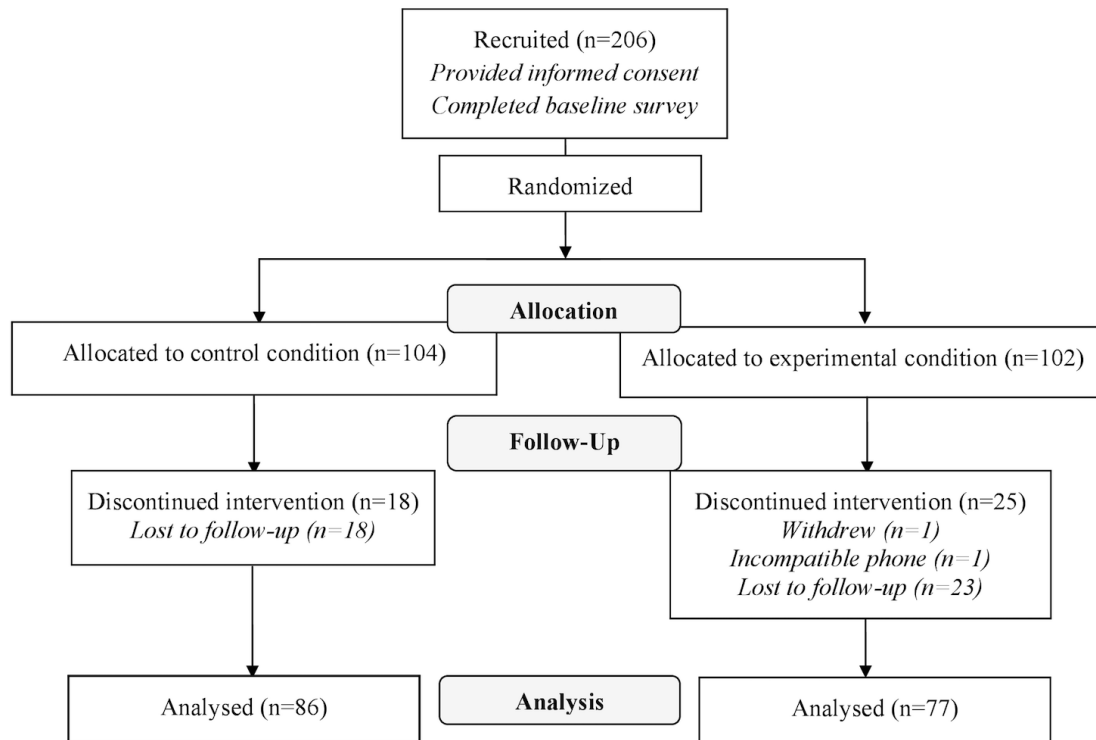 Recruited (n=206)
Provided informed consent
Completed baseline survey
Randomized
Allocation
Allocated to control condition (n=104)
Allocated to experimental condition (n=102)
Follow-Up
Discontinued intervention (n=18)
Lost to follow-up (n=18)
Discontinued intervention (n=25)
Withdrew (n=1)
Incompatible phone (n=1)
Lost to follow-up (n=23)
Analysis
Analysed (n=86)
Analysed (n=77)